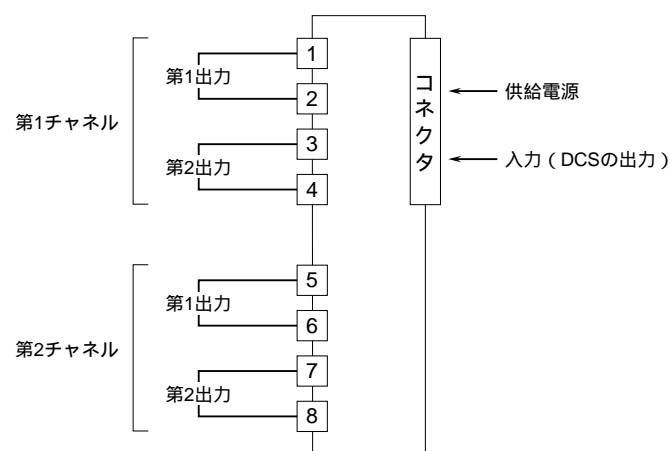 第1チャネル
第1出力
第2出力
1
2
3
4
コネクタ
供給電源
入力(DCSの出力)
第2チャネル
第1出力
第2出力
5
6
7
8